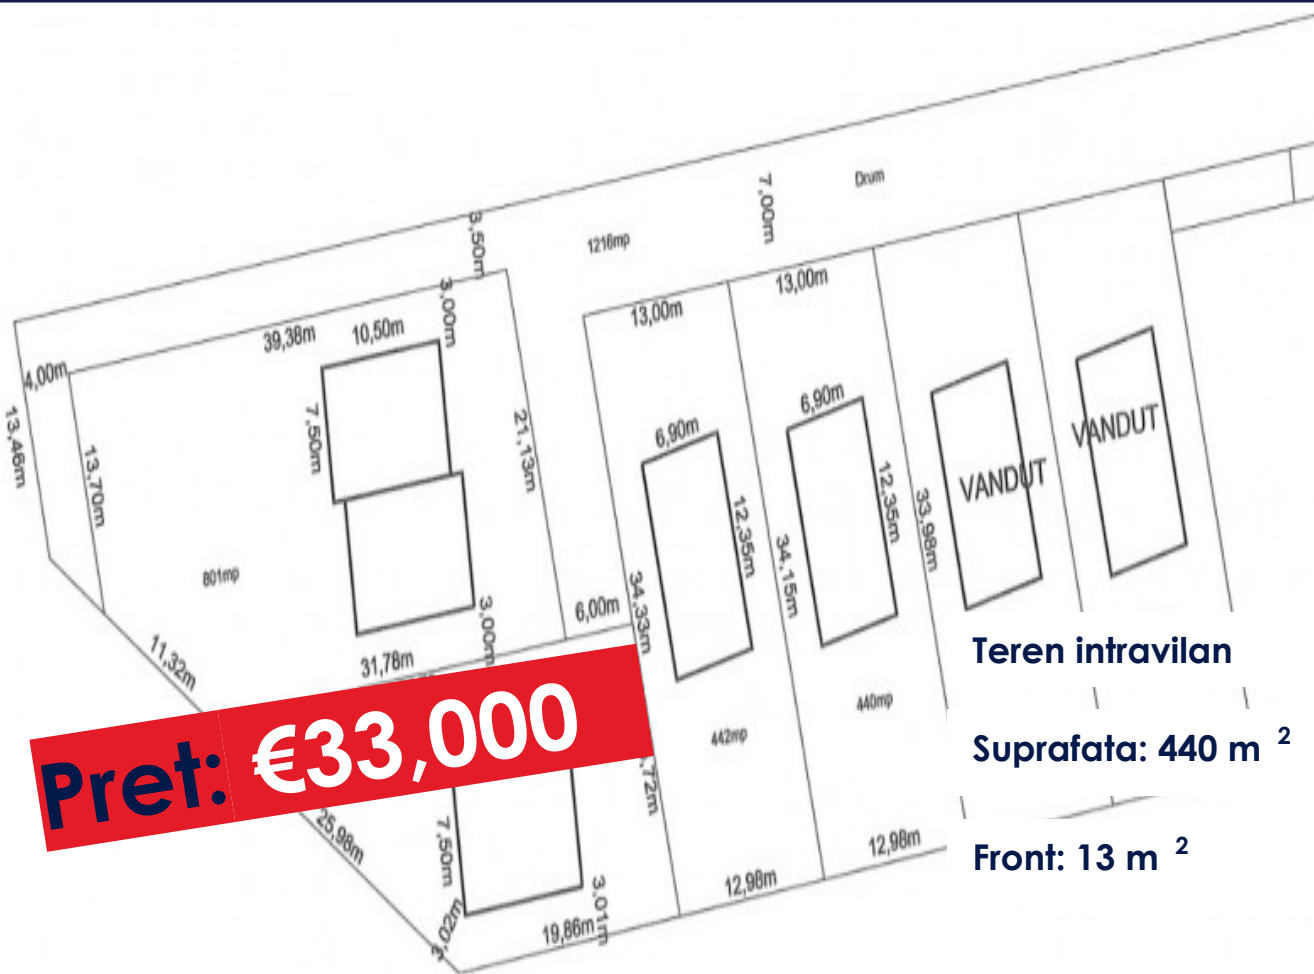 Drum
7,00m
3,50m
1216mp
3,00m
13,00m
13,00m
39,38m
10,50m
4,00m
13,46m
13,70m
7,50m
21,13m
6,90m
6,90m
12,35m
12,35m
33,98m
34,15m
34,33m
VANDUT
VANDUT
801mp
11,32m
3,00m
6,00m
31,78m
Teren intravilan
Pret: €33,000
442mp
440mp
Suprafata: 440 m ²
25,98m
7,50m
3,02m
19,86m
3,01m
12,98m
12,98m
Front: 13 m ²